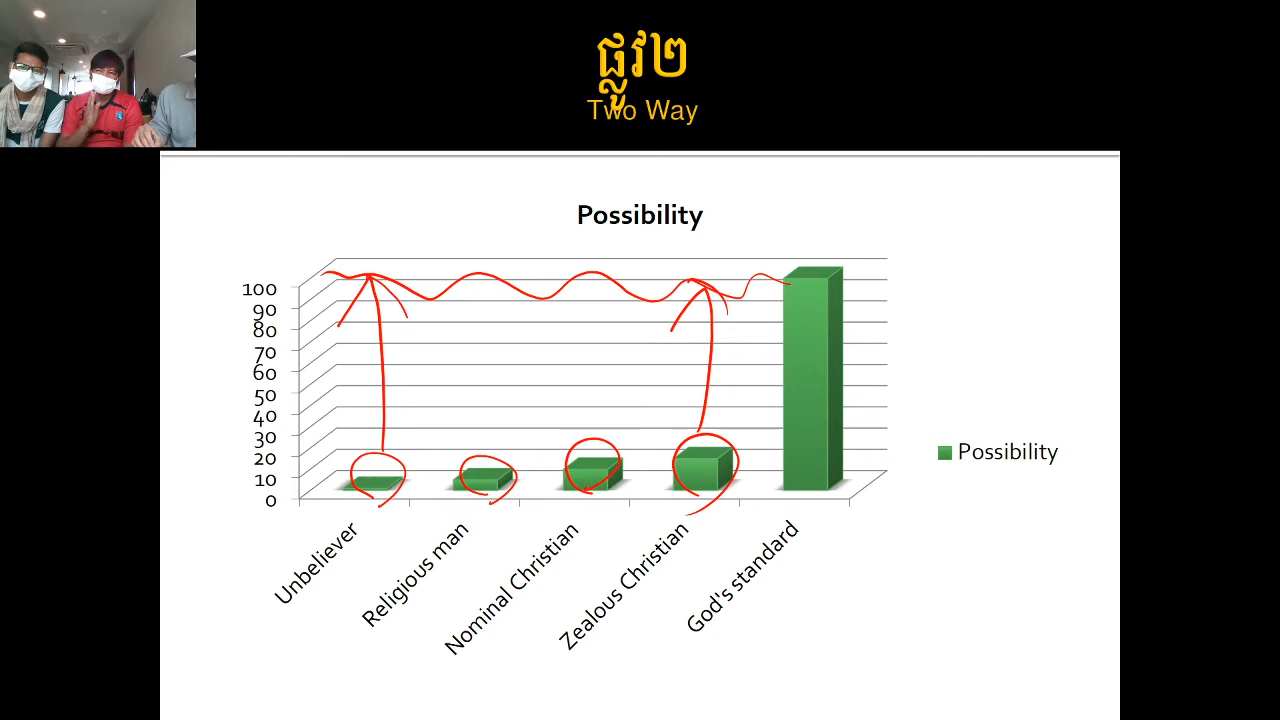 ផ្លូវ២
Two Way
Possibility
100
90
80
70
60
50
40
30
20
10
0
Unbeliever
Religious man
Nominal Christian
Zealous Christian
God's standard
Possibility